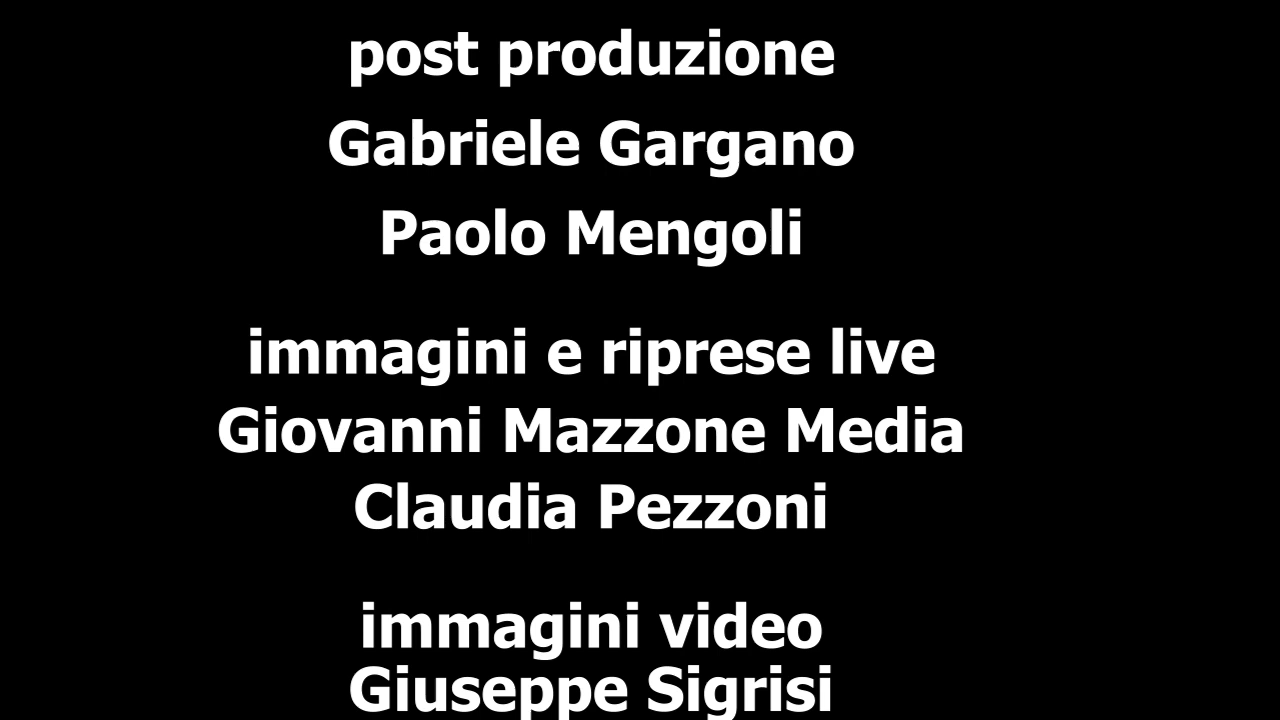 post produzione
Gabriele Gargano
Paolo Mengoli
immagini e riprese live
Giovanni Mazzone Media
Claudia Pezzoni
immagini video
Giuseppe Sigrisi